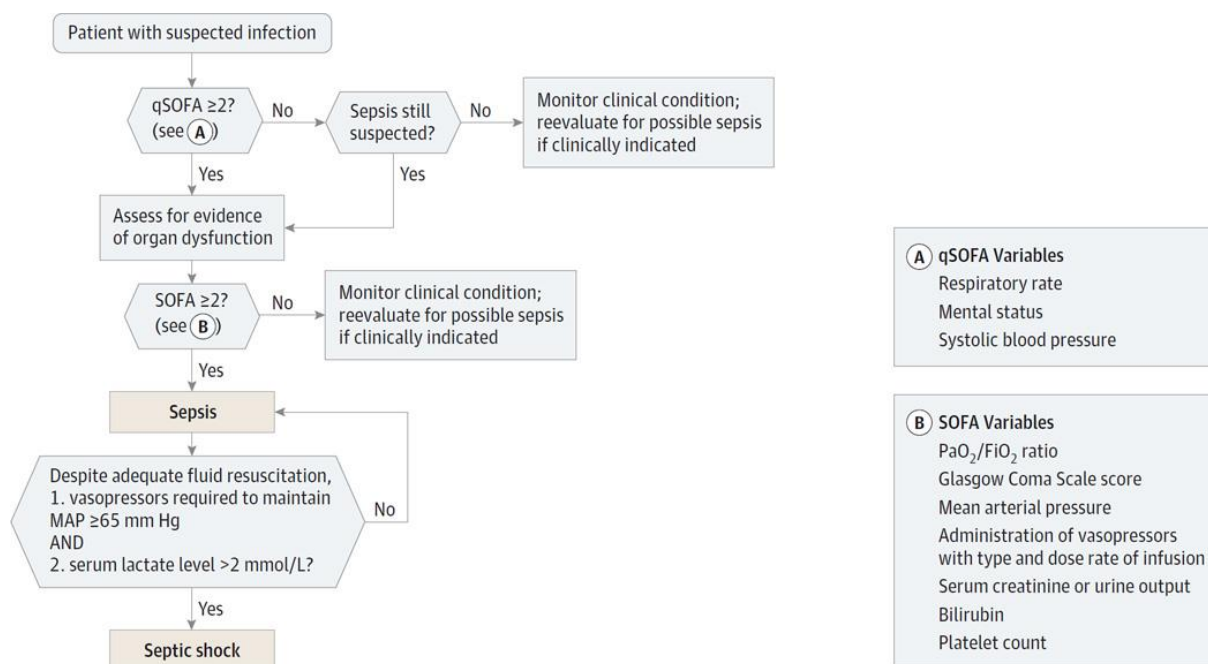 Patient with suspected infection
qSOFA ≥2?
(see A)
No
Sepsis still
suspected?
No
Monitor clinical condition;
reevaluate for possible sepsis
if clinically indicated
Yes
Yes
Assess for evidence
of organ dysfunction
SOFA ≥2?
(see B)
No
Monitor clinical condition;
reevaluate for possible sepsis
if clinically indicated
Yes
Sepsis
Despite adequate fluid resuscitation,
1. vasopressors required to maintain
MAP ≥65 mm Hg
AND
2. serum lactate level >2 mmol/L?
No
Yes
Septic shock
A qSOFA Variables
Respiratory rate
Mental status
Systolic blood pressure
B SOFA Variables
PaO₂/FiO₂ ratio
Glasgow Coma Scale score
Mean arterial pressure
Administration of vasopressors
with type and dose rate of infusion
Serum creatinine or urine output
Bilirubin
Platelet count